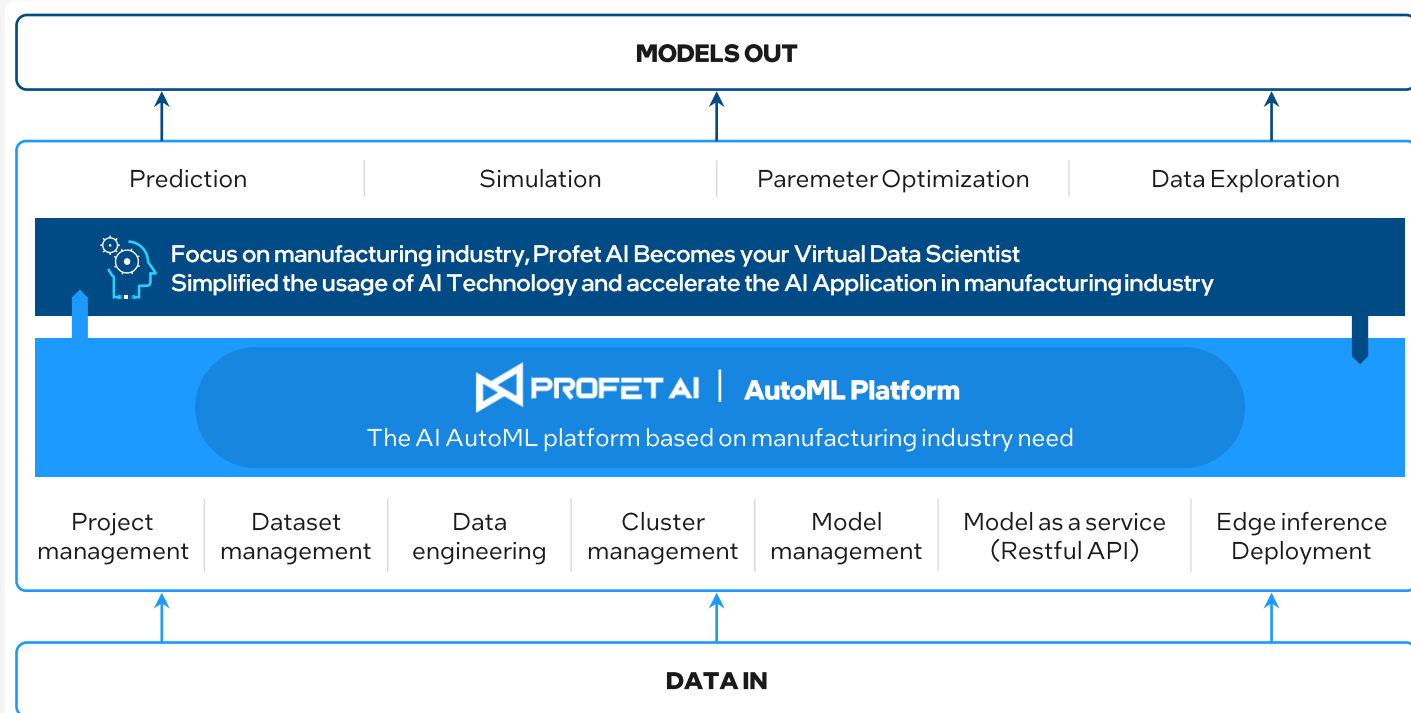 MODELS OUT
Prediction
Simulation
Paremeter Optimization
Data Exploration
Focus on manufacturing industry, Profet AI Becomes your Virtual Data Scientist
Simplified the usage of AI Technology and accelerate the AI Application in manufacturing industry
PROFET AI | AutoML Platform
The AI AutoML platform based on manufacturing industry need
Project
management
Dataset
management
Data
engineering
Cluster
management
Model
management
Model as a service
(Restful API)
Edge inference
Deployment
DATA IN